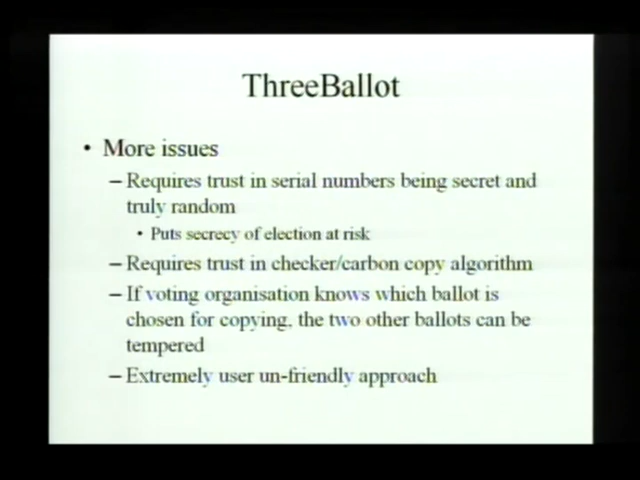 ThreeBallot
• More issues
– Requires trust in serial numbers being secret and
truly random
• Puts secrecy of election at risk
– Requires trust in checker/carbon copy algorithm
– If voting organisation knows which ballot is
chosen for copying, the two other ballots can be
tempered
– Extremely user un-friendly approach